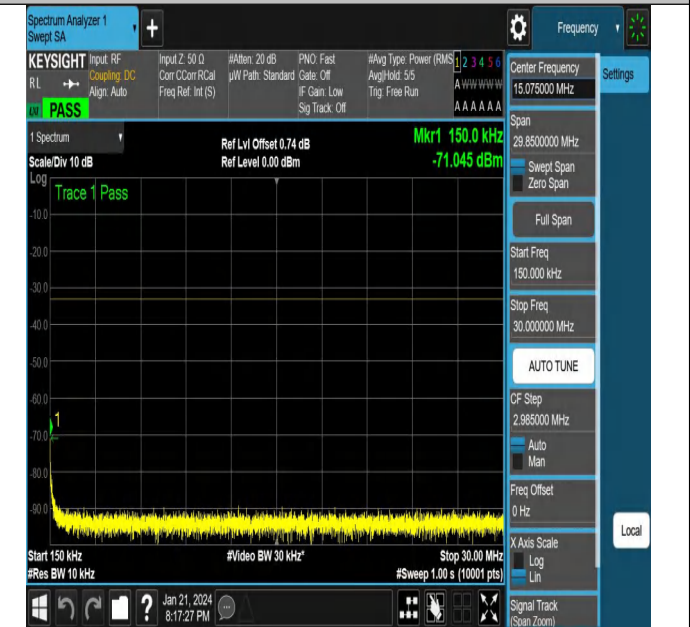 Spectrum Analyzer 1
Swept SA
+
Frequency
KEYSIGHT
RL
PASS
Input: RF
Coupling: DC
Align: Auto
Input Z: 50 Ω
Corr CCorr RCal
Freq Ref: Int (S)
#Atten: 20 dB
µW Path: Standard
PNO: Fast
Gate: Off
IF Gain: Low
Sig Track: Off
#Avg Type: Power (RMS
Avg|Hold: 5/5
Trig: Free Run
1 2 3 4 5 6
A W W W W W
A A A A A A
1 Spectrum
Scale/Div 10 dB
Ref Lvl Offset 0.74 dB
Ref Level 0.00 dBm
Mkr1 150.0 kHz
-71.045 dBm
Log
Trace 1 Pass
-10.0
-20.0
-30.0
-40.0
-50.0
-60.0
1
-70.0
-80.0
-90.0
Start 150 kHz
#Res BW 10 kHz
#Video BW 30 kHz*
Stop 30.00 MHz
#Sweep 1.00 s (10001 pts)
Center Frequency
15.075000 MHz
Settings
Span
29.8500000 MHz
Swept Span
Zero Span
Full Span
Start Freq
150.000 kHz
Stop Freq
30.000000 MHz
AUTO TUNE
CF Step
2.985000 MHz
Auto
Man
Freq Offset
0 Hz
X Axis Scale
Log
Lin
Local
Signal Track
(Span Zoom)
?
Jan 21, 2024
8:17:27 PM